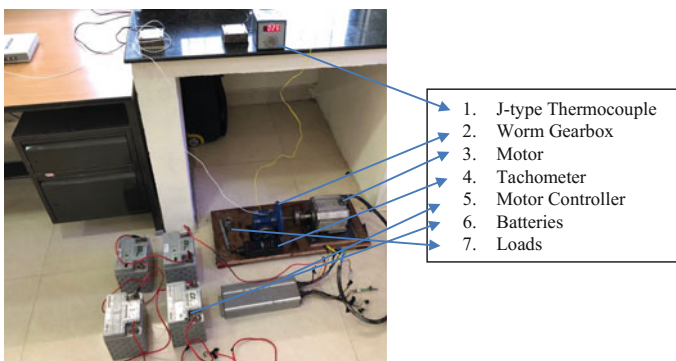 1. J-type Thermocouple
2. Worm Gearbox
3. Motor
4. Tachometer
5. Motor Controller
6. Batteries
7. Loads